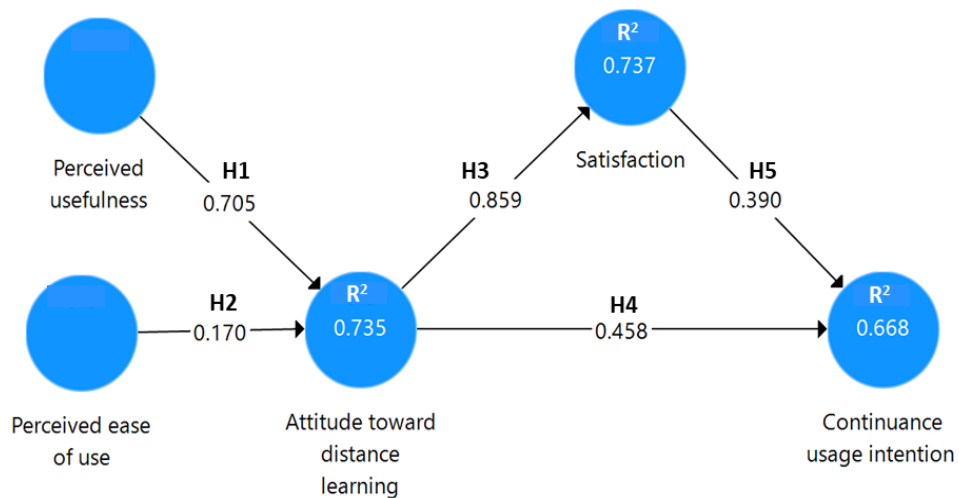 R²
0.737
Satisfaction
Perceived
usefulness
H1
0.705
H3
0.859
H5
0.390
H2
0.170
R²
0.735
H4
0.458
R²
0.668
Perceived ease
of use
Attitude toward
distance
learning
Continuance
usage intention